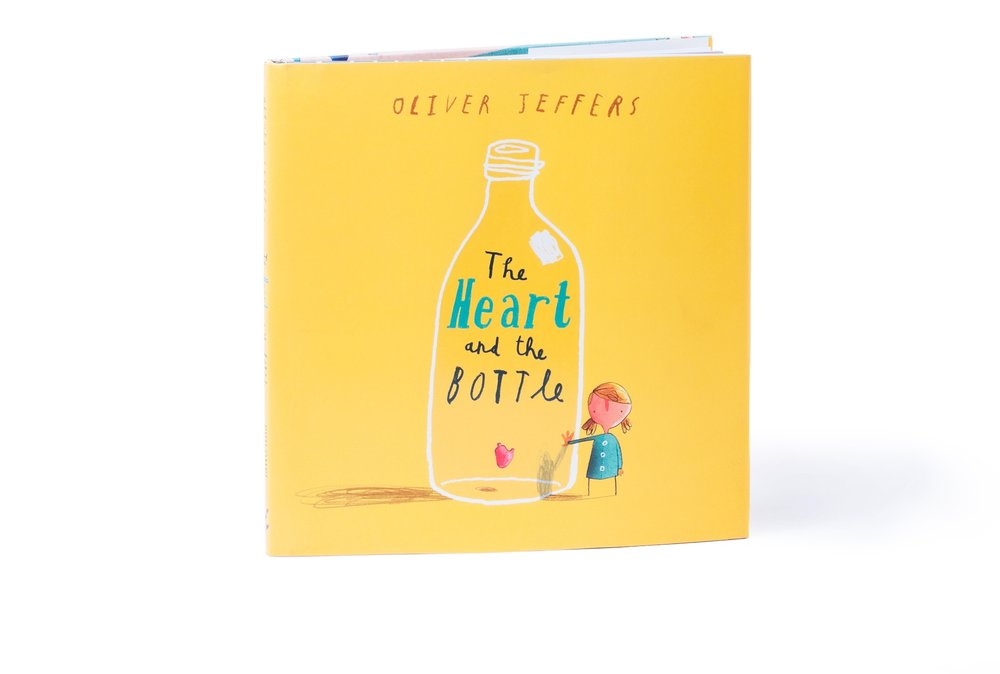 OLIVER JEFFERS
The
Heart
and the
BOTTle